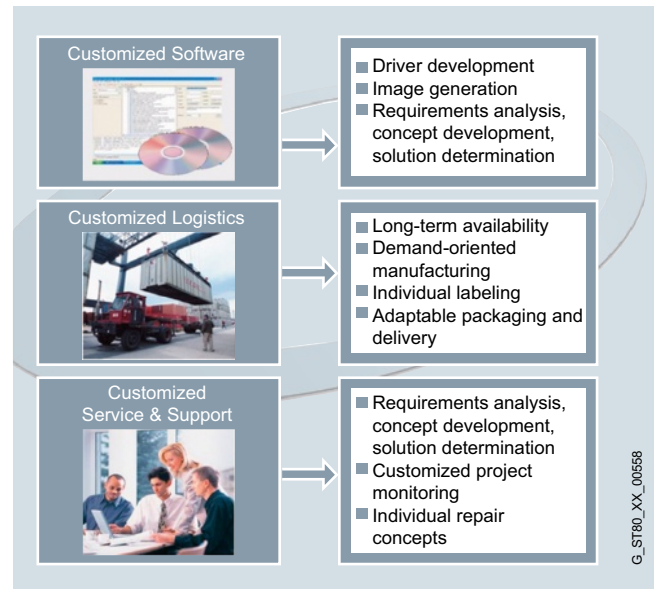 Customized Software
Driver development
Image generation
Requirements analysis,
concept development,
solution determination
Customized Logistics
Long-term availability
Demand-oriented
manufacturing
Individual labeling
Adaptable packaging and
delivery
Customized
Service & Support
Requirements analysis,
concept development,
solution determination
Customized project
monitoring
Individual repair
concepts
G_ST80_XX_00558